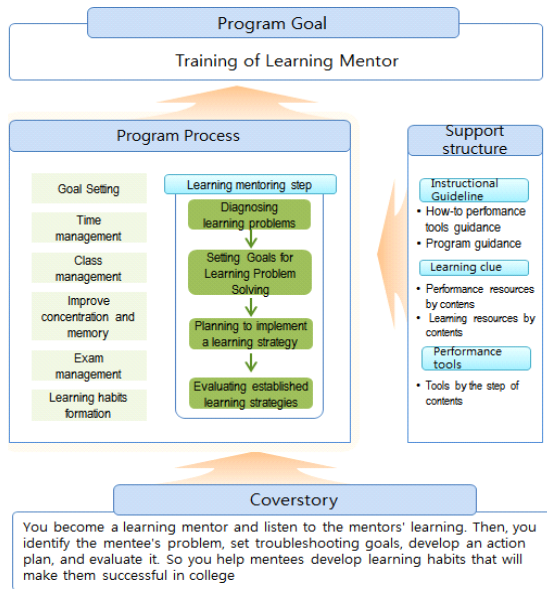 Program Goal
Training of Learning Mentor
Program Process
Goal Setting
Time
management
Class
management
Improve
concentration and
memory
Exam
management
Learning habits
formation
Learning mentoring step
Diagnosing
learning problems
Setting Goals for
Learning Problem
Solving
Planning to implement
a learning strategy
Evaluating established
learning strategies
Support
structure
Instructional
Guideline
• How-to perfomance
tools guidance
• Program guidance
Learning clue
• Performance resources
by contens
• Learning resources by
contents
Performance
tools
• Tools by the step of
contents
Coverstory
You become a learning mentor and listen to the mentors' learning. Then, you
identify the mentee's problem, set troubleshooting goals, develop an action
plan, and evaluate it. So you help mentees develop learning habits that will
make them successful in college